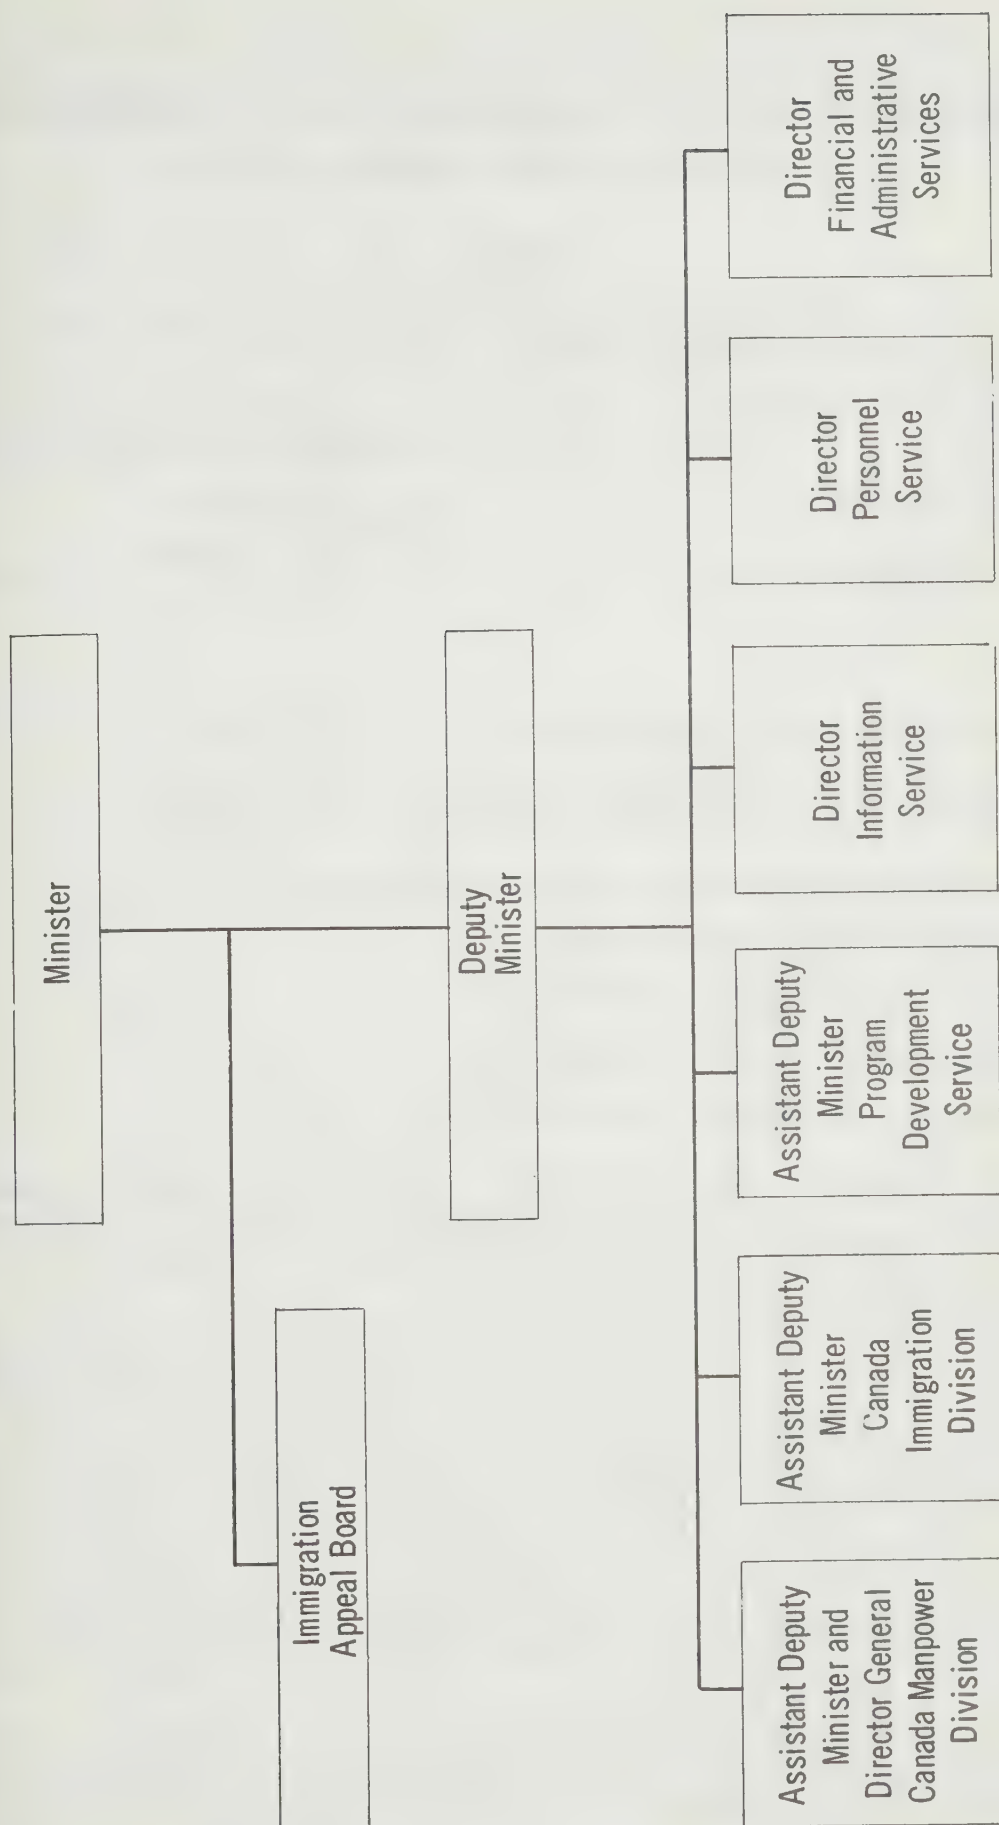 Minister
Immigration
Appeal Board
Deputy
Minister
Assistant Deputy
Minister and
Director General
Canada Manpower
Division
Assistant Deputy
Minister
Canada
Immigration
Division
Assistant Deputy
Minister
Program
Development
Service
Director
Information
Service
Director
Personnel
Service
Director
Financial and
Administrative
Services